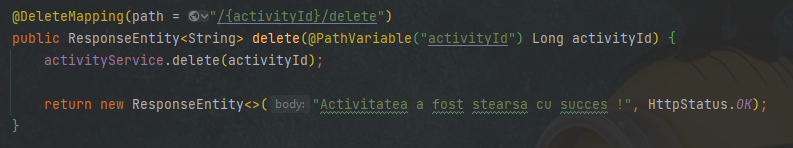 @DeleteMapping(path = "/{activityId}/delete")
public ResponseEntity<String> delete(@PathVariable("activityId") Long activityId) {
activityService.delete(activityId);
return new ResponseEntity<>( body: "Activitatea a fost stearsa cu succes !", HttpStatus.OK);
}